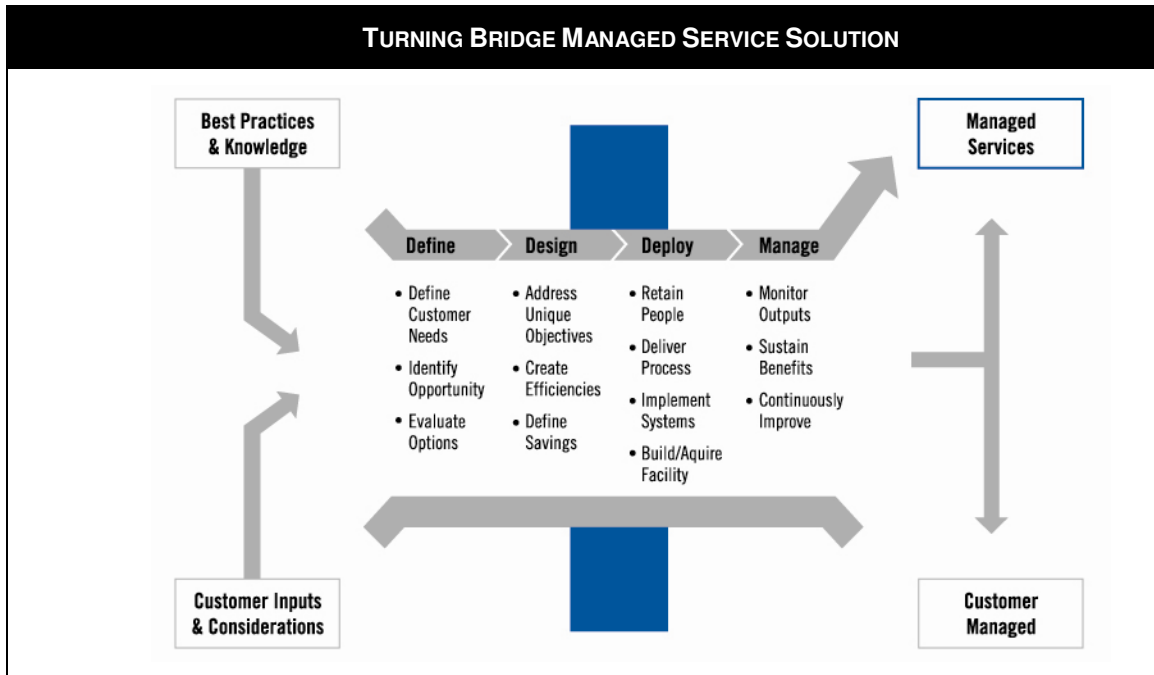 TURNING BRIDGE MANAGED SERVICE SOLUTION
Best Practices
& Knowledge
Managed
Services
Define
Design
Deploy
Manage
• Define
Customer
Needs
• Identify
Opportunity
• Evaluate
Options
• Address
Unique
Objectives
• Create
Efficiencies
• Define
Savings
• Retain
People
• Deliver
Process
• Implement
Systems
• Build/Aquire
Facility
• Monitor
Outputs
• Sustain
Benefits
• Continuously
Improve
Customer Inputs
& Considerations
Customer
Managed